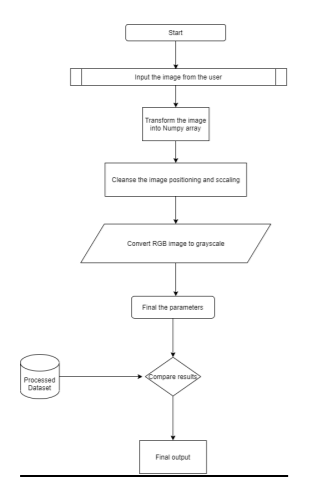 Start
Input the image from the user
Transform the image
into Numpy array
Cleanse the image positioning and sccaling
Convert RGB image to grayscale
Final the parameters
Compare results
Processed
Dataset
Final output